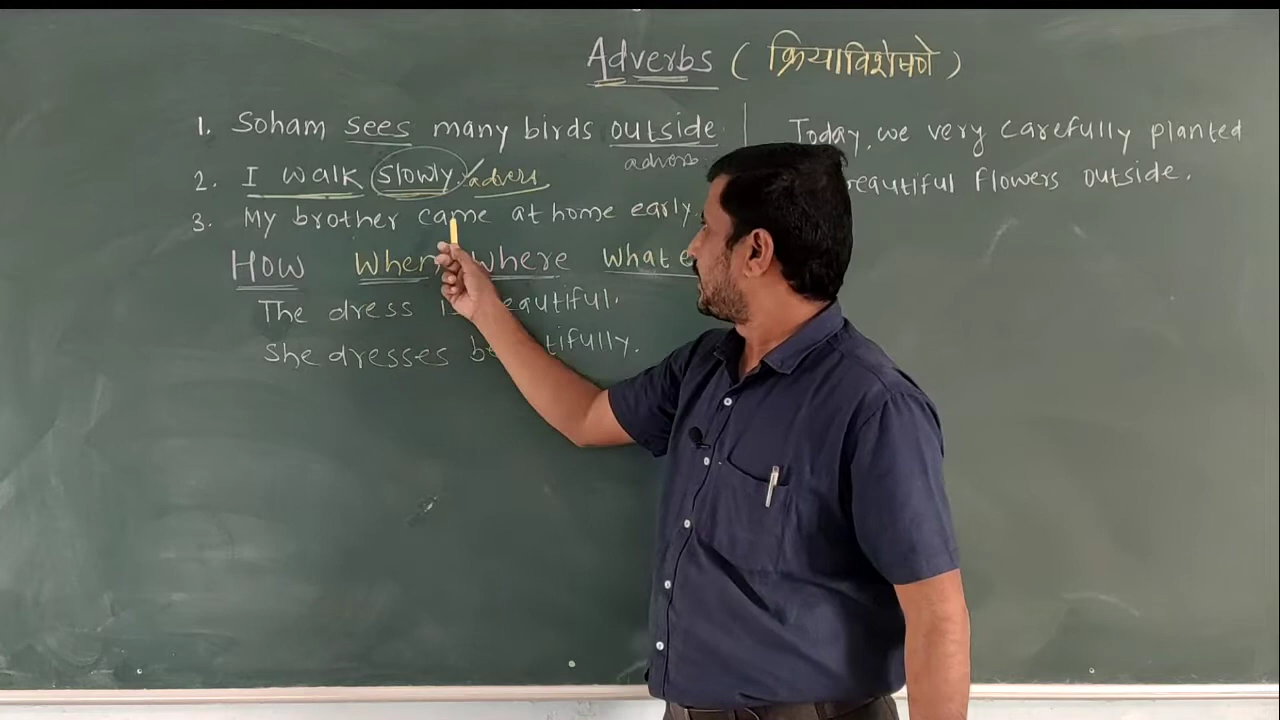 Adverbs (क्रियाविशेषणे)
1. Soham sees many birds outside.
adverb
2. I walk slowly. adverb
3. My brother came at home early.
How When Where What e
The dress is beautiful.
She dresses beautifully.
Today, we very carefully planted
beautiful flowers outside.